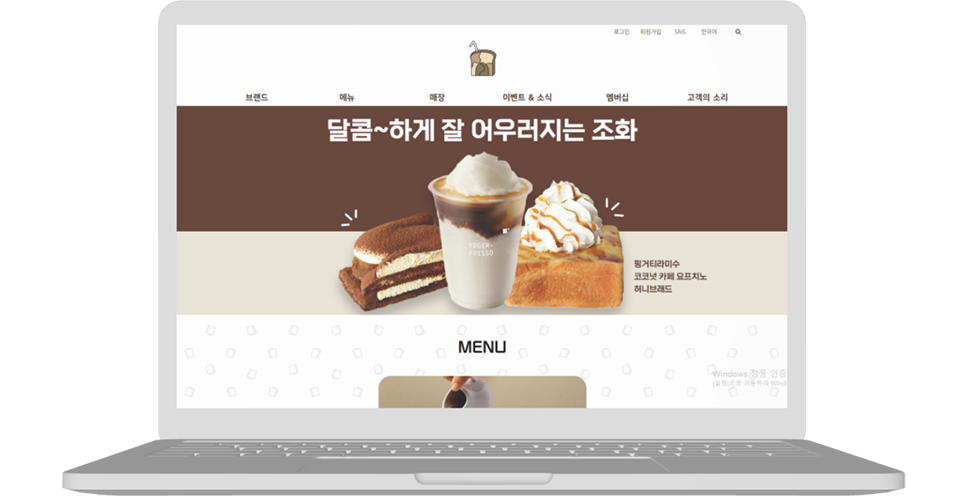 로그인 회원가입 SNS 한국어
브랜드 메뉴 매장 이벤트 & 소식 멤버십 고객의 소리
달콤~하게 잘 어우러지는 조화
YOGER-
PRESSO
핑거티라미수
코코넛 카페 요프치노
허니브래드
MENU
Windows 정품 인증
[설정]으로 이동하여 Wind